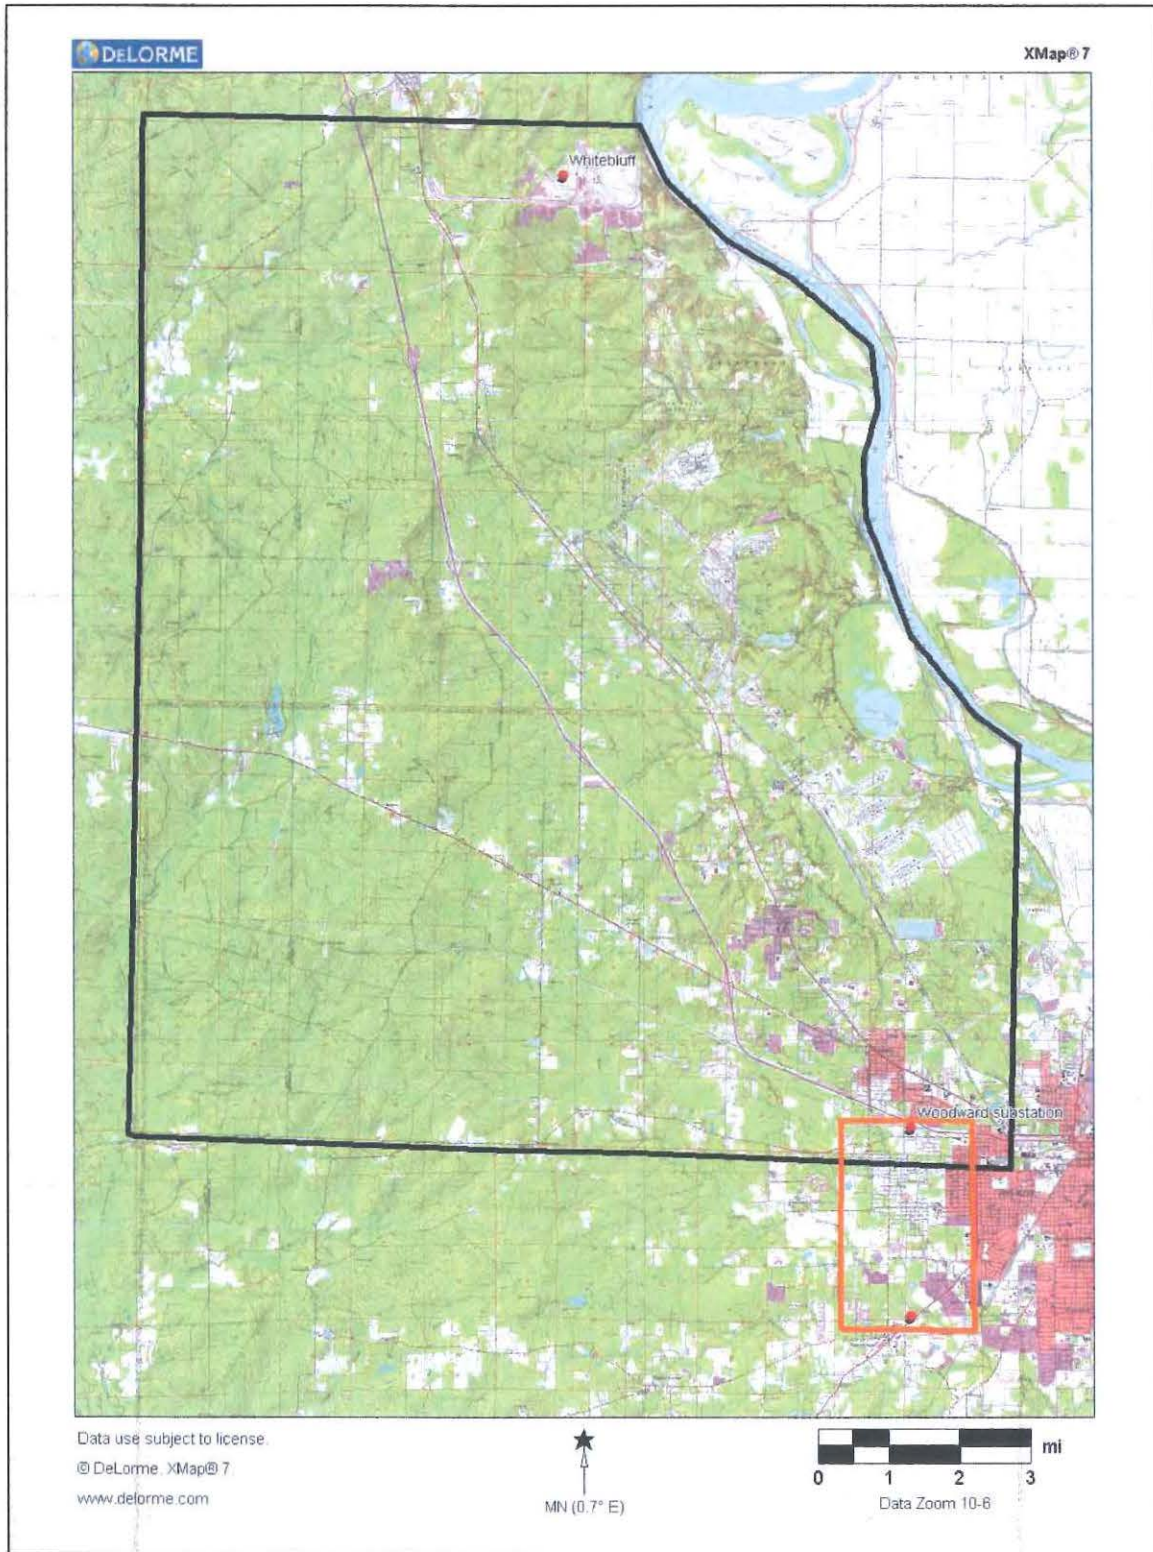 DELORME
XMap® 7
Whitebluff
Woodward substation
Data use subject to license.
© DeLorme. XMap® 7.
www.delorme.com
MN (0.7° E)
0 1 2 3 mi
Data Zoom 10-6